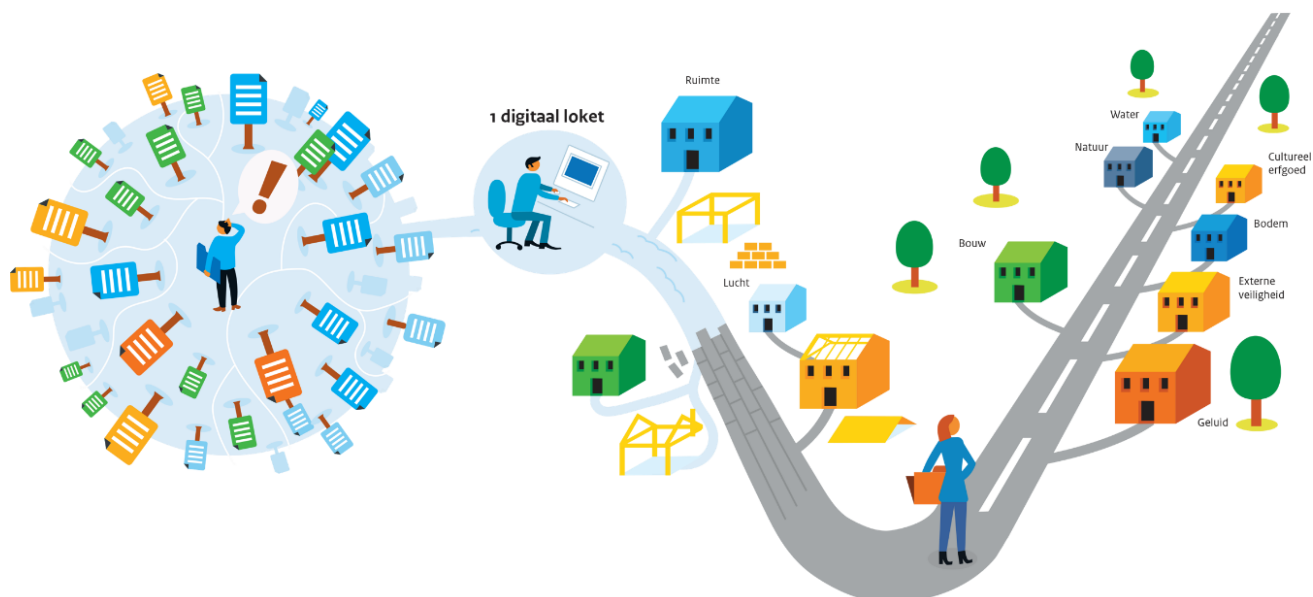 1 digitaal loket
Ruimte
Lucht
Bouw
Water
Natuur
Cultureel
erfgoed
Bodem
Externe
veiligheid
Geluid